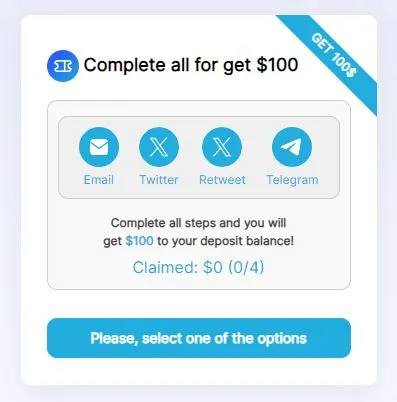 GET 100$
Complete all for get $100
Email Twitter Retweet Telegram
Complete all steps and you will
get $100 to your deposit balance!
Claimed: $0 (0/4)
Please, select one of the options